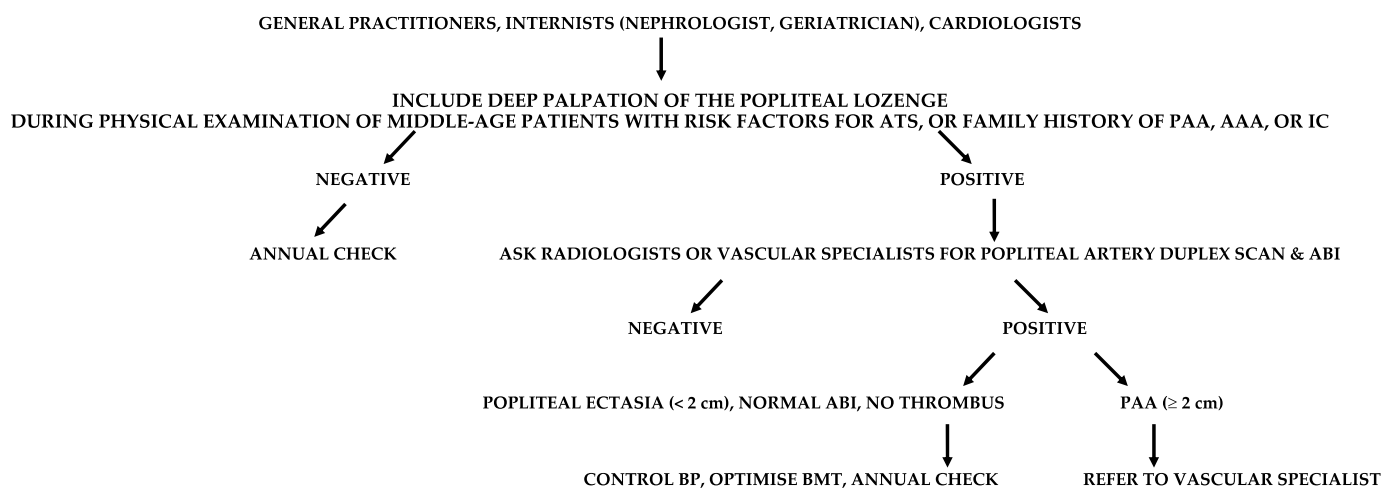 GENERAL PRACTITIONERS, INTERNISTS (NEPHROLOGIST, GERIATRICIAN), CARDIOLOGISTS
INCLUDE DEEP PALPATION OF THE POPLITEAL LOZENGE
DURING PHYSICAL EXAMINATION OF MIDDLE-AGE PATIENTS WITH RISK FACTORS FOR ATS, OR FAMILY HISTORY OF PAA, AAA, OR IC
NEGATIVE
POSITIVE
ANNUAL CHECK
ASK RADIOLOGISTS OR VASCULAR SPECIALISTS FOR POPLITEAL ARTERY DUPLEX SCAN & ABI
NEGATIVE
POSITIVE
POPLITEAL ECTASIA (< 2 cm), NORMAL ABI, NO THROMBUS
PAA (≥ 2 cm)
CONTROL BP, OPTIMISE BMT, ANNUAL CHECK
REFER TO VASCULAR SPECIALIST